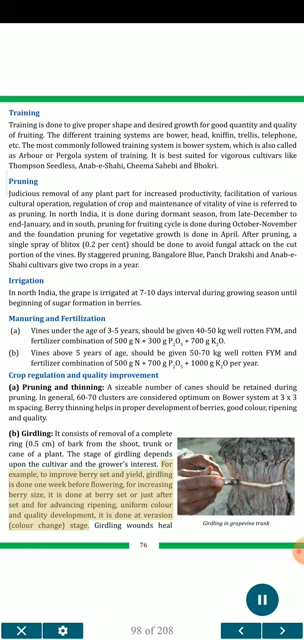 Training
Training is done to give proper shape and desired growth for good quantity and quality
of fruiting. The different training systems are bower, head, kniffin, trellis, telephone,
etc. The most commonly followed training system is bower system, which is also called
as Arbour or Pergola system of training. It is best suited for vigorous cultivars like
Thompson Seedless, Anab-e-Shahi, Cheema Sahebi and Bhokri.
Pruning
Judicious removal of any plant part for increased productivity, facilitation of various
cultural operation, regulation of crop and maintenance of vitality of vine is referred to
as pruning. In north India, it is done during dormant season, from late-December to
end-January, and in south, pruning for fruiting cycle is done during October-November
and the foundation pruning for vegetative growth is done in April. After pruning, a
single spray of blitox (0.2 per cent) should be done to avoid fungal attack on the cut
portion of the vines. By staggered pruning, Bangalore Blue, Panch Drakshi and Anab-e-
Shahi cultivars give two crops in a year.
Irrigation
In north India, the grape is irrigated at 7-10 days interval during growing season until
beginning of sugar formation in berries.
Manuring and Fertilization
(a) Vines under the age of 3-5 years, should be given 40-50 kg well rotten FYM, and
fertilizer combination of 500 g N + 300 g P2O5 + 700 g K2O.
(b) Vines above 5 years of age, should be given 50-70 kg well rotten FYM and
fertilizer combination of 500 g N + 700 g P2O5 + 1000 g K2O per year.
Crop regulation and quality improvement
(a) Pruning and thinning: A sizeable number of canes should be retained during
pruning. In general, 60-70 clusters are considered optimum on Bower system at 3 x 3
m spacing. Berry thinning helps in proper development of berries, good colour, ripening
and quality.
(b) Girdling: It consists of removal of a complete
ring (0.5 cm) of bark from the shoot, trunk or
cane of a plant. The stage of girdling depends
upon the cultivar and the grower's interest. For
example, to improve berry set and yield, girdling
is done one week before flowering, for increasing
berry size, it is done at berry set or just after
set and for advancing ripening, uniform colour
and quality development, it is done at verasion
(colour change) stage. Girdling wounds heal
Girdling in grapevine trunk
76
98 of 208